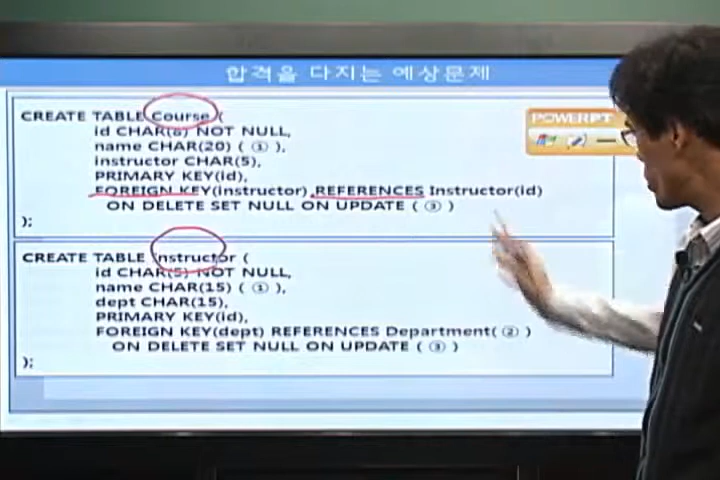 합격을 다지는 예상문제
CREATE TABLE Course (
id CHAR(8) NOT NULL,
name CHAR(20) ( ① ),
instructor CHAR(5),
PRIMARY KEY(id),
FOREIGN KEY(instructor) REFERENCES Instructor(id)
ON DELETE SET NULL ON UPDATE ( ③ )
);
CREATE TABLE Instructor (
id CHAR(5) NOT NULL,
name CHAR(15) ( ① ),
dept CHAR(15),
PRIMARY KEY(id),
FOREIGN KEY(dept) REFERENCES Department( ② )
ON DELETE SET NULL ON UPDATE ( ③ )
);
POWERPT